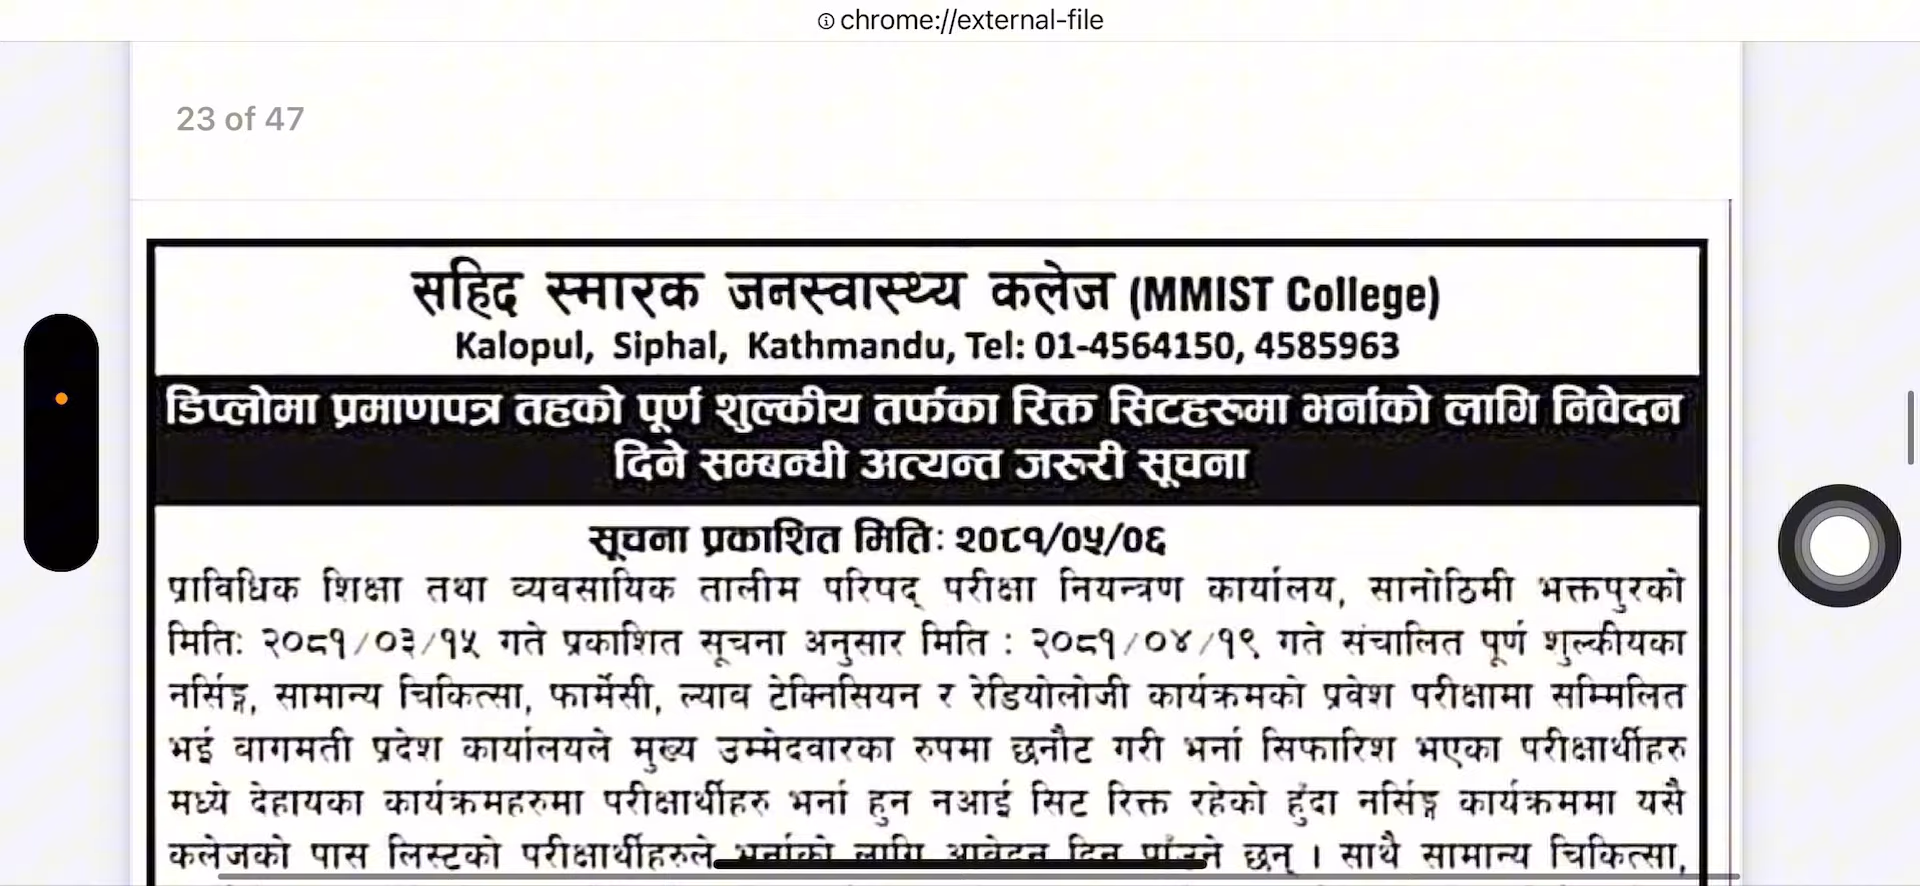 chrome://external-file
23 of 47
सहिद स्मारक जनस्वास्थ्य कलेज (MMIST College)
Kalopul, Siphal, Kathmandu, Tel: 01-4564150, 4585963
डिप्लोमा प्रमाणपत्र तहको पूर्ण शुल्कीय तर्फका रिक्त सिटहरूमा भर्नाको लागि निवेदन
दिने सम्बन्धी अत्यन्त जरूरी सूचना
सूचना प्रकाशित मितिः २०८१/०५/०६
प्राविधिक शिक्षा तथा व्यवसायिक तालीम परिषद् परीक्षा नियन्त्रण कार्यालय, सानोठिमी भक्तपुरको
मितिः २०८१/०३/१५ गते प्रकाशित सूचना अनुसार मिति : २०८१/०४/१९ गते संचालित पूर्ण शुल्कीयका
नर्सिङ्ग, सामान्य चिकित्सा, फार्मेसी, ल्याव टेक्निसियन र रेडियोलोजी कार्यक्रमको प्रवेश परीक्षामा सम्मिलित
भई वागमती प्रदेश कार्यालयले मुख्य उम्मेदवारका रुपमा छनौट गरी भर्ना सिफारिश भएका परीक्षार्थीहरु
मध्ये देहायका कार्यक्रमहरुमा परीक्षार्थीहरु भर्ना हुन नआई सिट रिक्त रहेको हुँदा नर्सिङ्ग कार्यक्रममा यसै
कलेजको पास लिस्टको परीक्षार्थीहरुले भर्नाको लागि आवेदन दिन पाउने छन् । साथै सामान्य चिकित्सा,